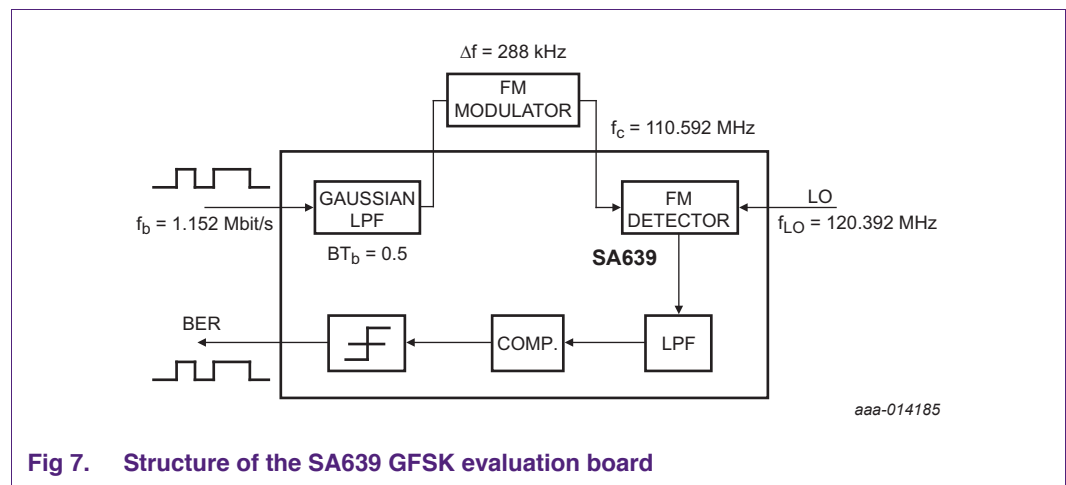 Δf = 288 kHz
FM
MODULATOR
f_c = 110.592 MHz
GAUSSIAN
LPF
FM
DETECTOR
LO
f_b = 1.152 Mbit/s
f_LO = 120.392 MHz
BT_b = 0.5
SA639
BER
COMP.
LPF
aaa-014185
Fig 7. Structure of the SA639 GFSK evaluation board